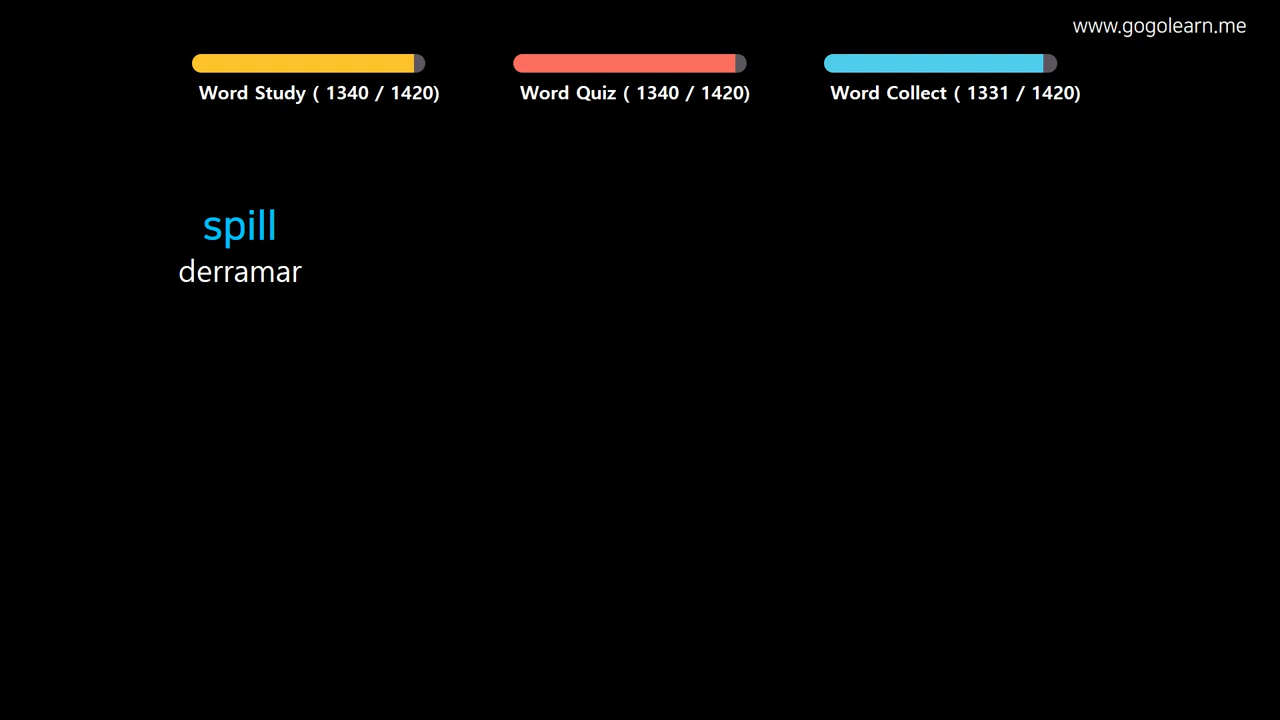 www.gogolearn.me
Word Study ( 1340 / 1420)
Word Quiz ( 1340 / 1420)
Word Collect ( 1331 / 1420)
spill
derramar